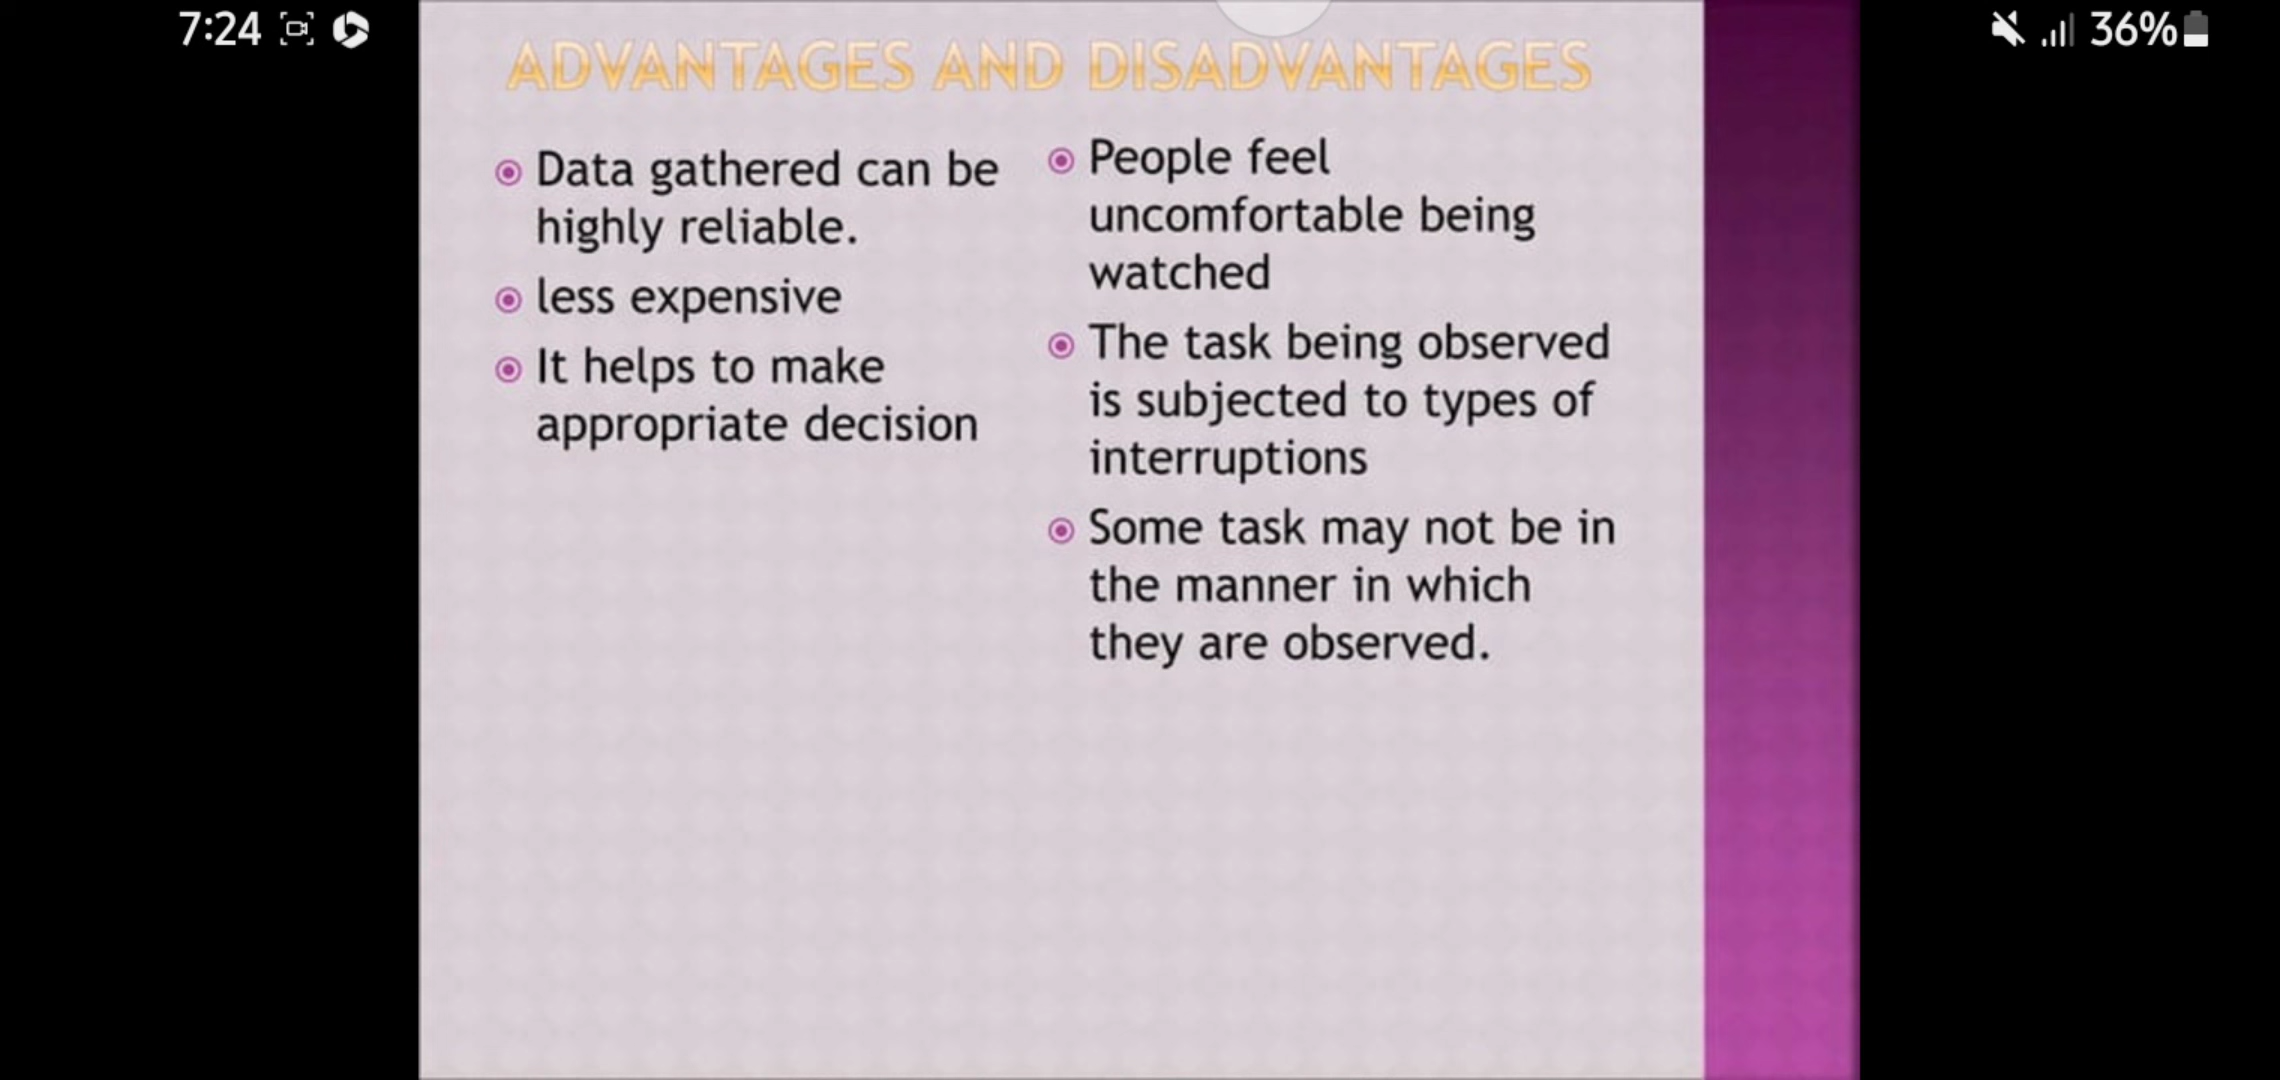 7:24
36%
ADVANTAGES AND DISADVANTAGES
Data gathered can be
highly reliable.
less expensive
It helps to make
appropriate decision
People feel
uncomfortable being
watched
The task being observed
is subjected to types of
interruptions
Some task may not be in
the manner in which
they are observed.